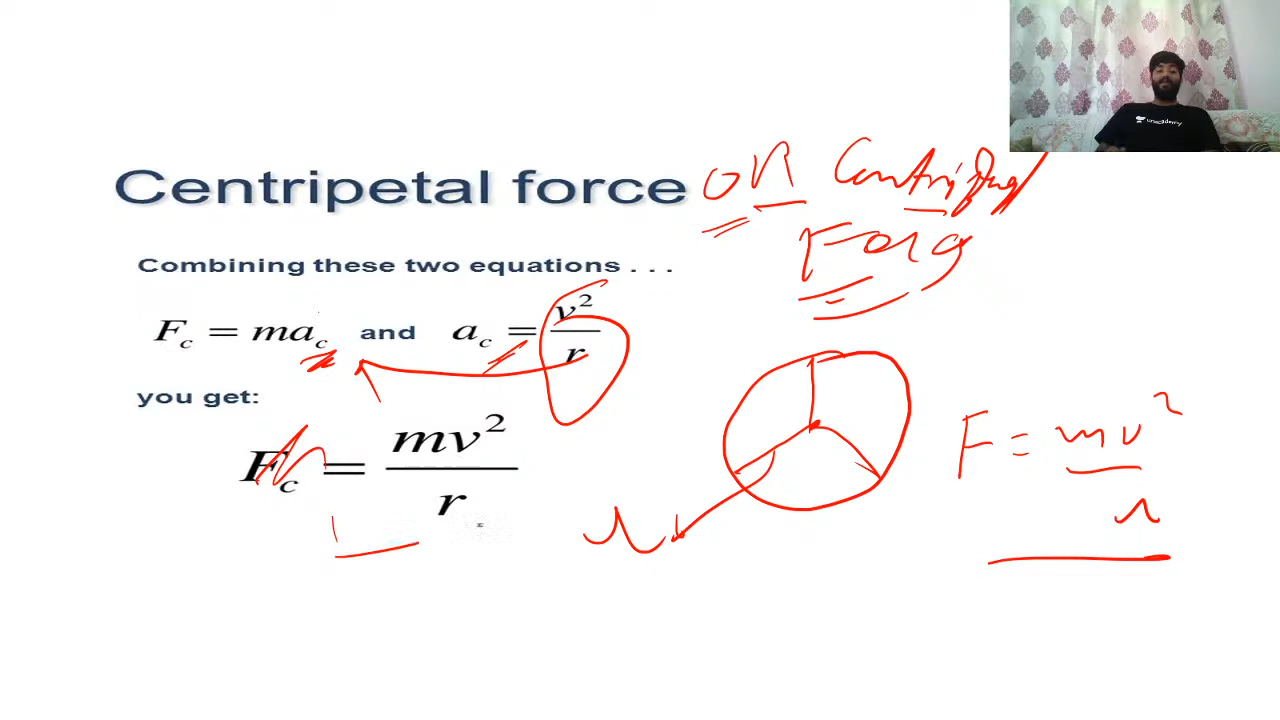 Centripetal force OR Centrifugal
Force
Combining these two equations . . .
F_c = ma_c and a_c = v²/r
you get:
F_c = mv²/r
F = mv²/r
r
unacademy